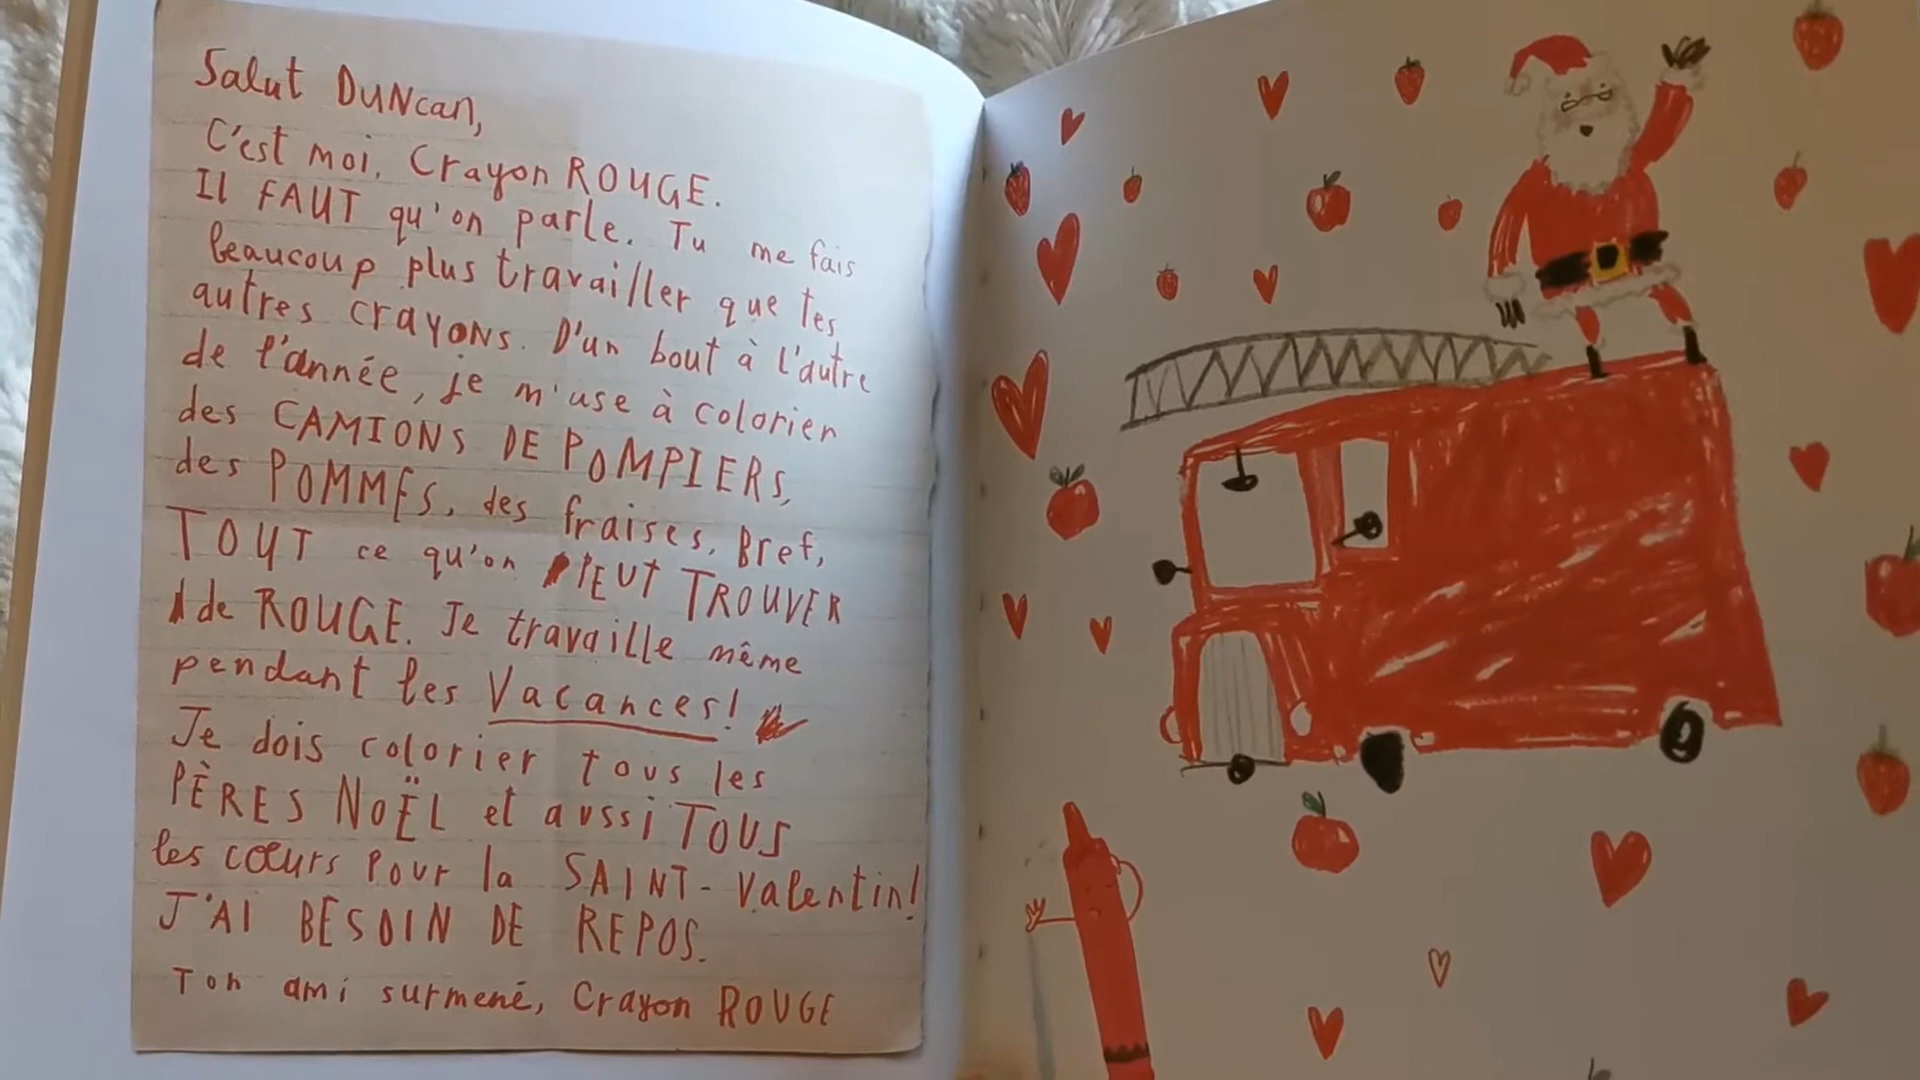 Salut DUNcan,
C'est moi, Crayon ROUGE.
Il FAUT qu'on parle. Tu me fais
beaucoup plus travailler que tes
autres crayons. D'un bout à l'autre
de l'année, je m'use à colorier
des CAMIONS DE POMPIERS,
des POMMES, des fraises, Bref,
TOUT ce qu'on PEUT TROUVER
de ROUGE. Je travaille même
pendant les Vacances!
Je dois colorier tous les
PÈRES NOËL et aussi TOUS
les cœurs Pour la SAINT-Valentin!
J'AI BESOIN DE REPOS.
Ton ami surmené, Crayon ROUGE